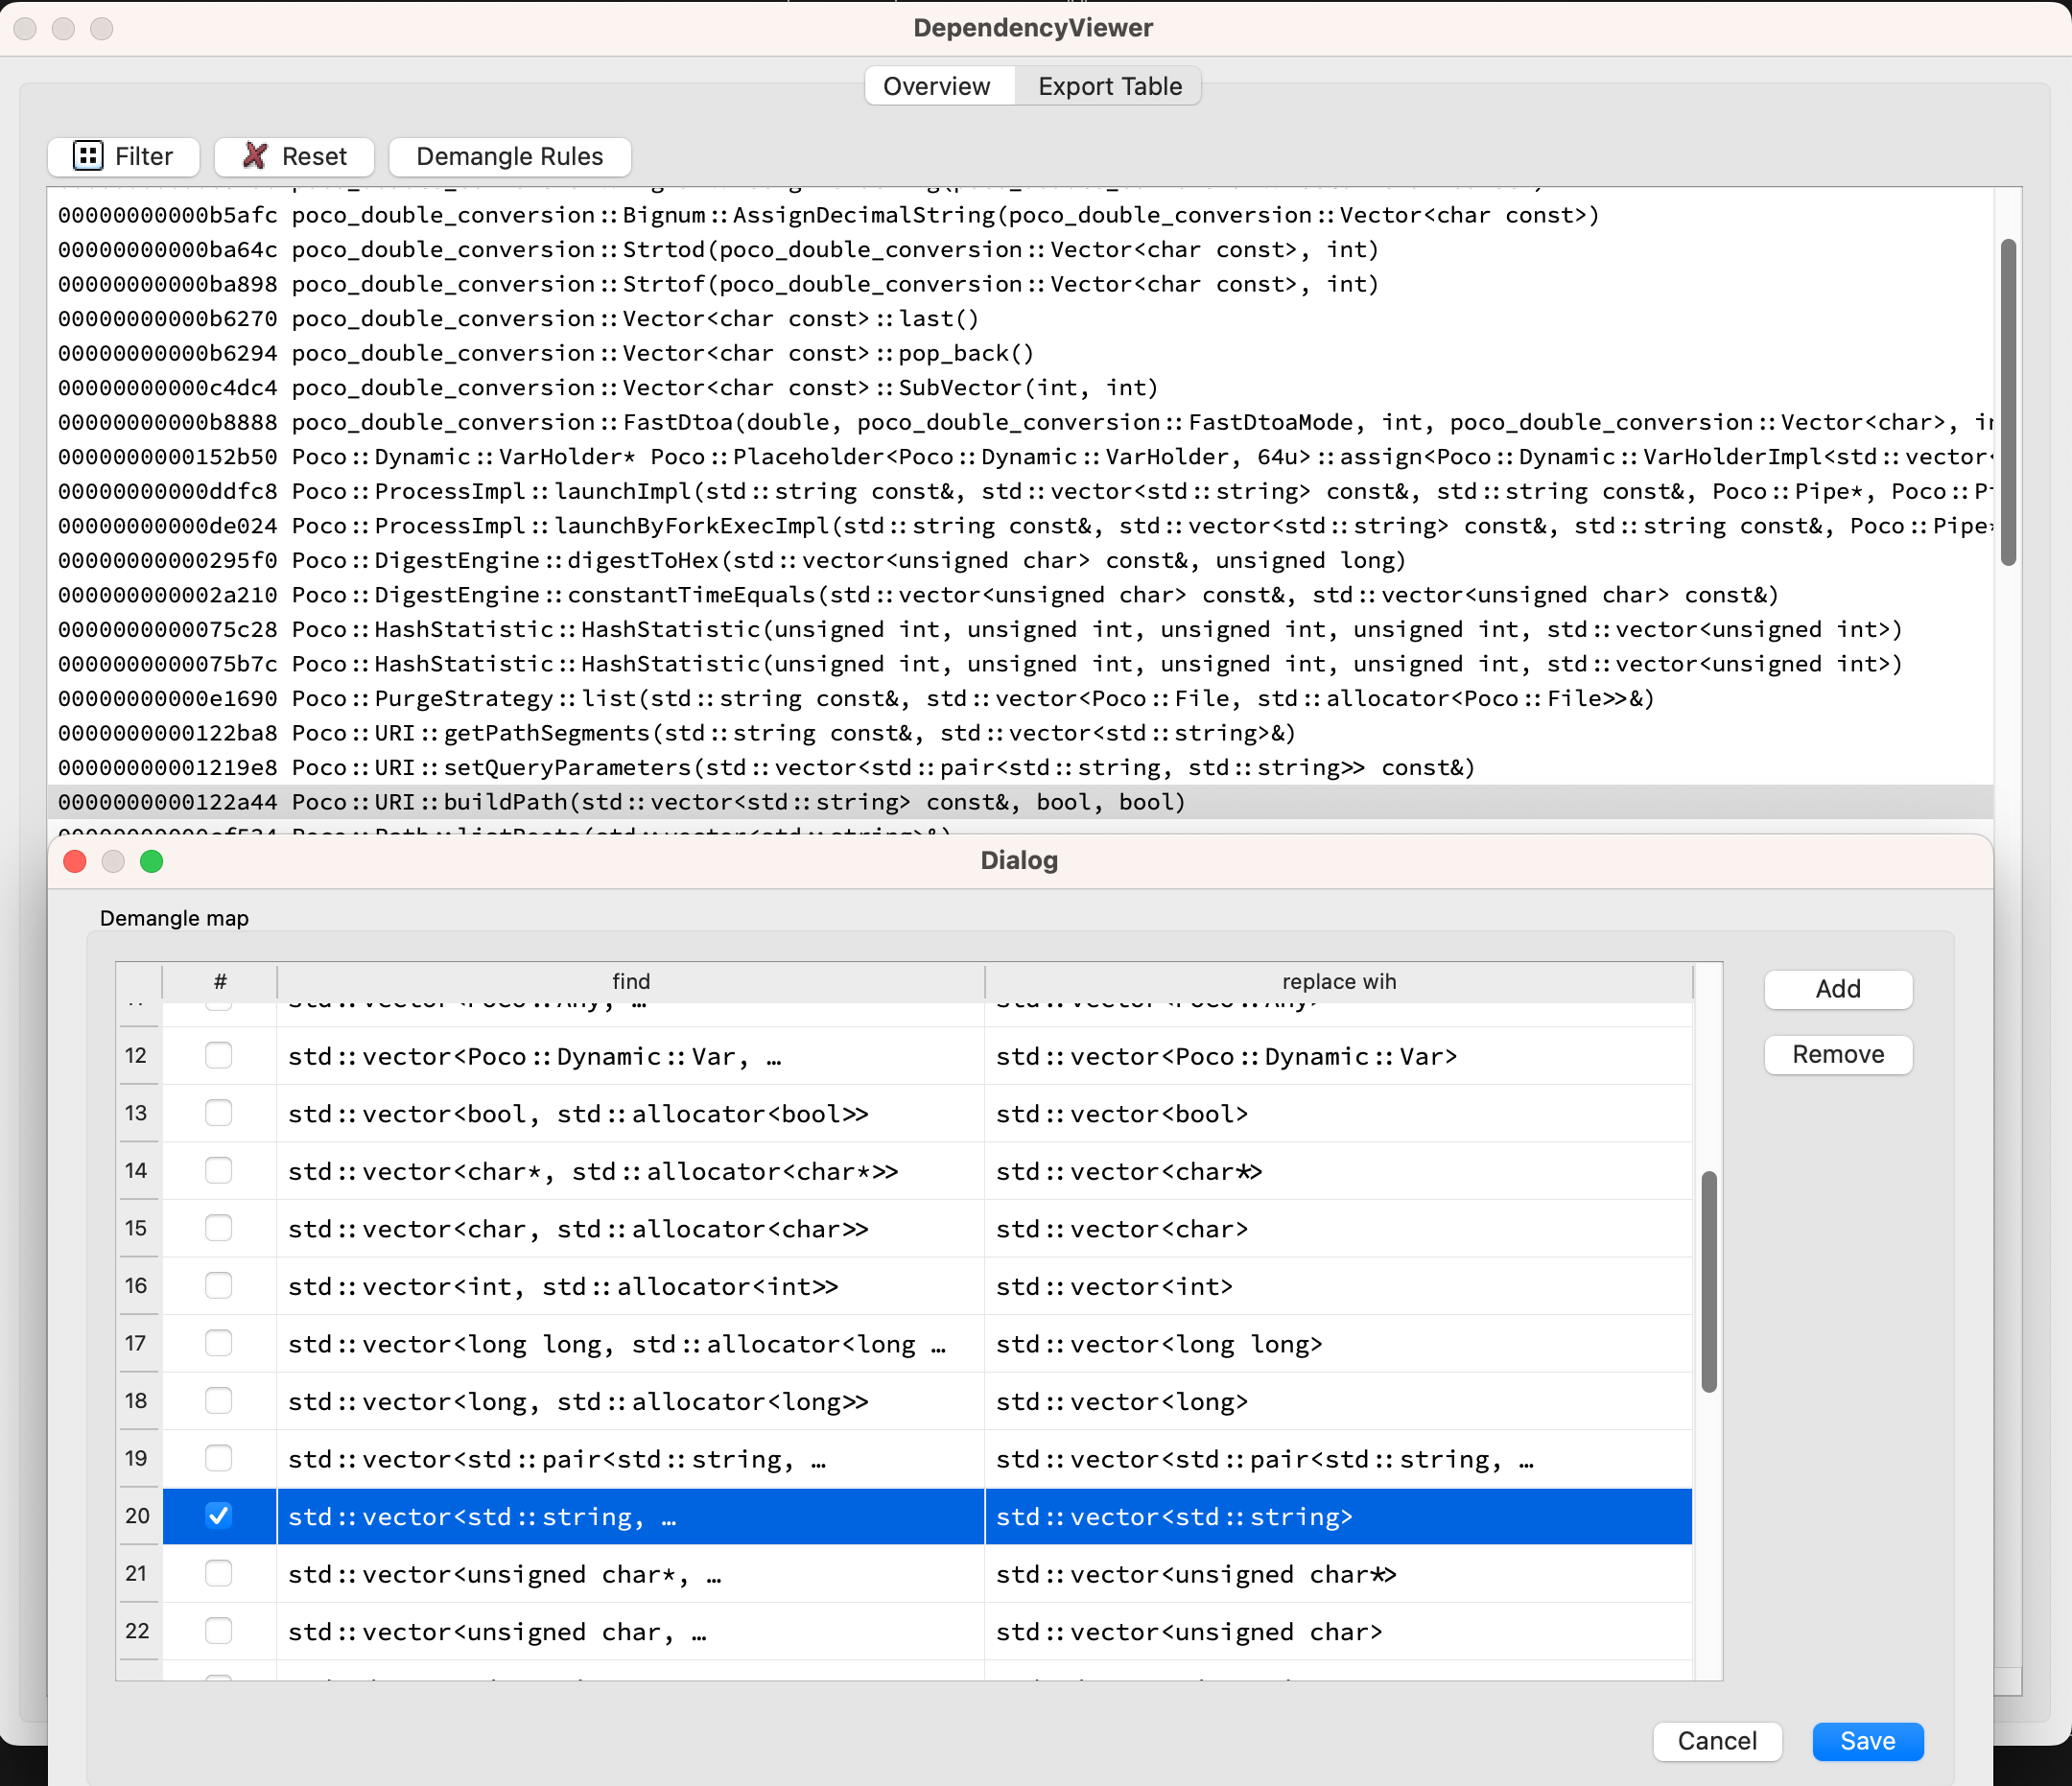 DependencyViewer
Overview Export Table
Filter Reset Demangle Rules
00000000000b5afc poco_double_conversion::Bignum::AssignDecimalString(poco_double_conversion::Vector<char const>)
00000000000ba64c poco_double_conversion::Strtod(poco_double_conversion::Vector<char const>, int)
00000000000ba898 poco_double_conversion::Strtof(poco_double_conversion::Vector<char const>, int)
00000000000b6270 poco_double_conversion::Vector<char const>::last()
00000000000b6294 poco_double_conversion::Vector<char const>::pop_back()
00000000000c4dc4 poco_double_conversion::Vector<char const>::SubVector(int, int)
00000000000b8888 poco_double_conversion::FastDtoa(double, poco_double_conversion::FastDtoaMode, int, poco_double_conversion::Vector<char>, in
0000000000152b50 Poco::Dynamic::VarHolder* Poco::Placeholder<Poco::Dynamic::VarHolder, 64u>::assign<Poco::Dynamic::VarHolderImpl<std::vector<
00000000000ddfc8 Poco::ProcessImpl::launchImpl(std::string const&, std::vector<std::string> const&, std::string const&, Poco::Pipe*, Poco::Pi
00000000000de024 Poco::ProcessImpl::launchByForkExecImpl(std::string const&, std::vector<std::string> const&, std::string const&, Poco::Pipe*
00000000000295f0 Poco::DigestEngine::digestToHex(std::vector<unsigned char> const&, unsigned long)
000000000002a210 Poco::DigestEngine::constantTimeEquals(std::vector<unsigned char> const&, std::vector<unsigned char> const&)
0000000000075c28 Poco::HashStatistic::HashStatistic(unsigned int, unsigned int, unsigned int, unsigned int, std::vector<unsigned int>)
0000000000075b7c Poco::HashStatistic::HashStatistic(unsigned int, unsigned int, unsigned int, unsigned int, std::vector<unsigned int>)
00000000000e1690 Poco::PurgeStrategy::list(std::string const&, std::vector<Poco::File, std::allocator<Poco::File>>&)
0000000000122ba8 Poco::URI::getPathSegments(std::string const&, std::vector<std::string>&)
00000000001219e8 Poco::URI::setQueryParameters(std::vector<std::pair<std::string, std::string>> const&)
0000000000122a44 Poco::URI::buildPath(std::vector<std::string> const&, bool, bool)
Poco::Path::listRoots(std::vector<std::string>&)
Dialog
Demangle map
# find replace wih
std::vector<Poco::Any, … std::vector<Poco::Any>
12 std::vector<Poco::Dynamic::Var, … std::vector<Poco::Dynamic::Var>
13 std::vector<bool, std::allocator<bool>> std::vector<bool>
14 std::vector<char*, std::allocator<char*>> std::vector<char*>
15 std::vector<char, std::allocator<char>> std::vector<char>
16 std::vector<int, std::allocator<int>> std::vector<int>
17 std::vector<long long, std::allocator<long … std::vector<long long>
18 std::vector<long, std::allocator<long>> std::vector<long>
19 std::vector<std::pair<std::string, … std::vector<std::pair<std::string, …
20 std::vector<std::string, … std::vector<std::string>
21 std::vector<unsigned char*, … std::vector<unsigned char*>
22 std::vector<unsigned char, … std::vector<unsigned char>
Add
Remove
Cancel Save